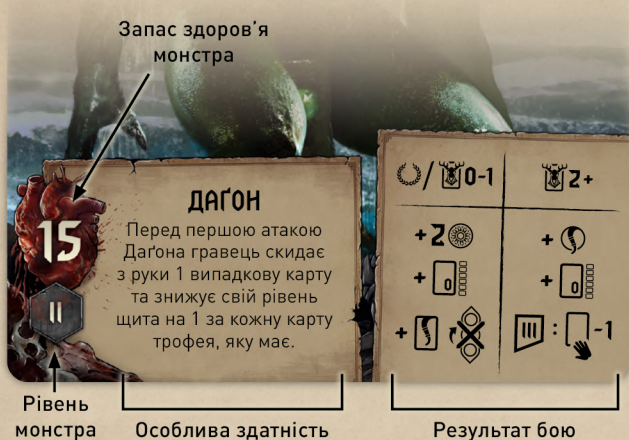 Запас здоров’я
монстра
0-1
2+
15
ДАҐОН
Перед першою атакою
Даґона гравець скидає
з руки 1 випадкову карту
та знижує свій рівень
щита на 1 за кожну карту
трофея, яку має.
II
/
+2
+
+ 0
+ 0
+
III : -1
Рівень
монстра
Особлива здатність
Результат бою